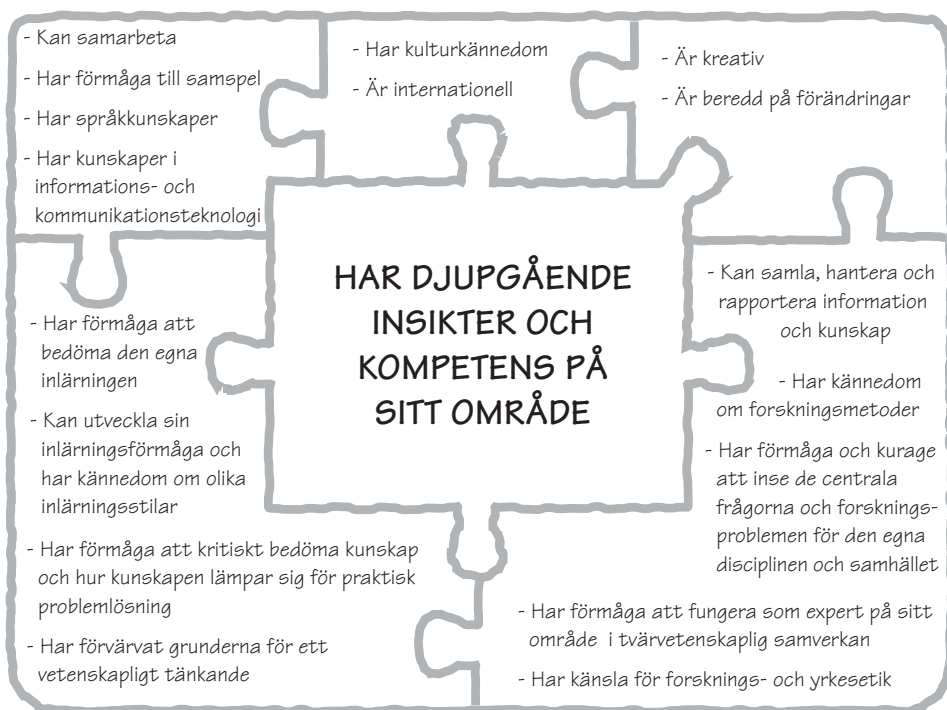 - Kan samarbeta
- Har förmåga till samspel
- Har språkkunskaper
- Har kunskaper i
informations- och
kommunikationsteknologi
- Har kulturkännedom
- Är internationell
- Är kreativ
- Är beredd på förändringar
HAR DJUPGÅENDE
INSIKTER OCH
KOMPETENS PÅ
SITT OMRÅDE
- Har förmåga att
bedöma den egna
inlärningen
- Kan utveckla sin
inlärningsförmåga och
har kännedom om olika
inlärningsstilar
- Har förmåga att kritiskt bedöma kunskap
och hur kunskapen lämpar sig för praktisk
problemlösning
- Har förvärvat grunderna för ett
vetenskapligt tänkande
- Kan samla, hantera och
rapportera information
och kunskap
- Har kännedom
om forskningsmetoder
- Har förmåga och kurage
att inse de centrala
frågorna och forsknings-
problemen för den egna
disciplinen och samhället
- Har förmåga att fungera som expert på sitt
område i tvärvetenskaplig samverkan
- Har känsla för forsknings- och yrkesetik